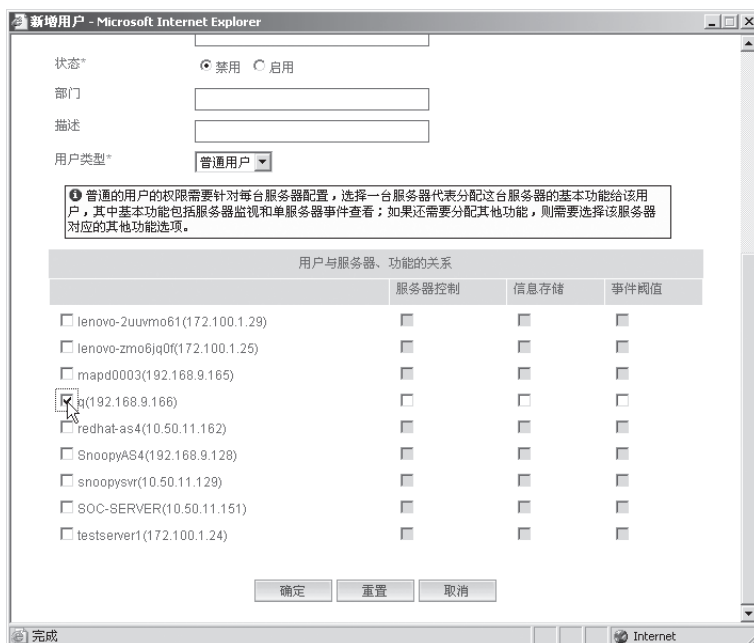 新增用户 - Microsoft Internet Explorer
状态* 禁用 启用
部门
描述
用户类型* 普通用户
普通的用户的权限需要针对每台服务器配置,选择一台服务器代表分配这台服务器的基本功能给该用
户,其中基本功能包括服务器监视和单服务器事件查看;如果还需要分配其他功能,则需要选择该服务器
对应的其他功能选项。
用户与服务器、功能的关系
服务器控制 信息存储 事件阈值
lenovo-2uuvmo61(172.100.1.29)
lenovo-zmo6jq0f(172.100.1.25)
mapd0003(192.168.9.165)
q(192.168.9.166)
redhat-as4(10.50.11.162)
SnoopyAS4(192.168.9.128)
snoopysvr(10.50.11.129)
SOC-SERVER(10.50.11.151)
testserver1(172.100.1.24)
确定 重置 取消
完成 Internet